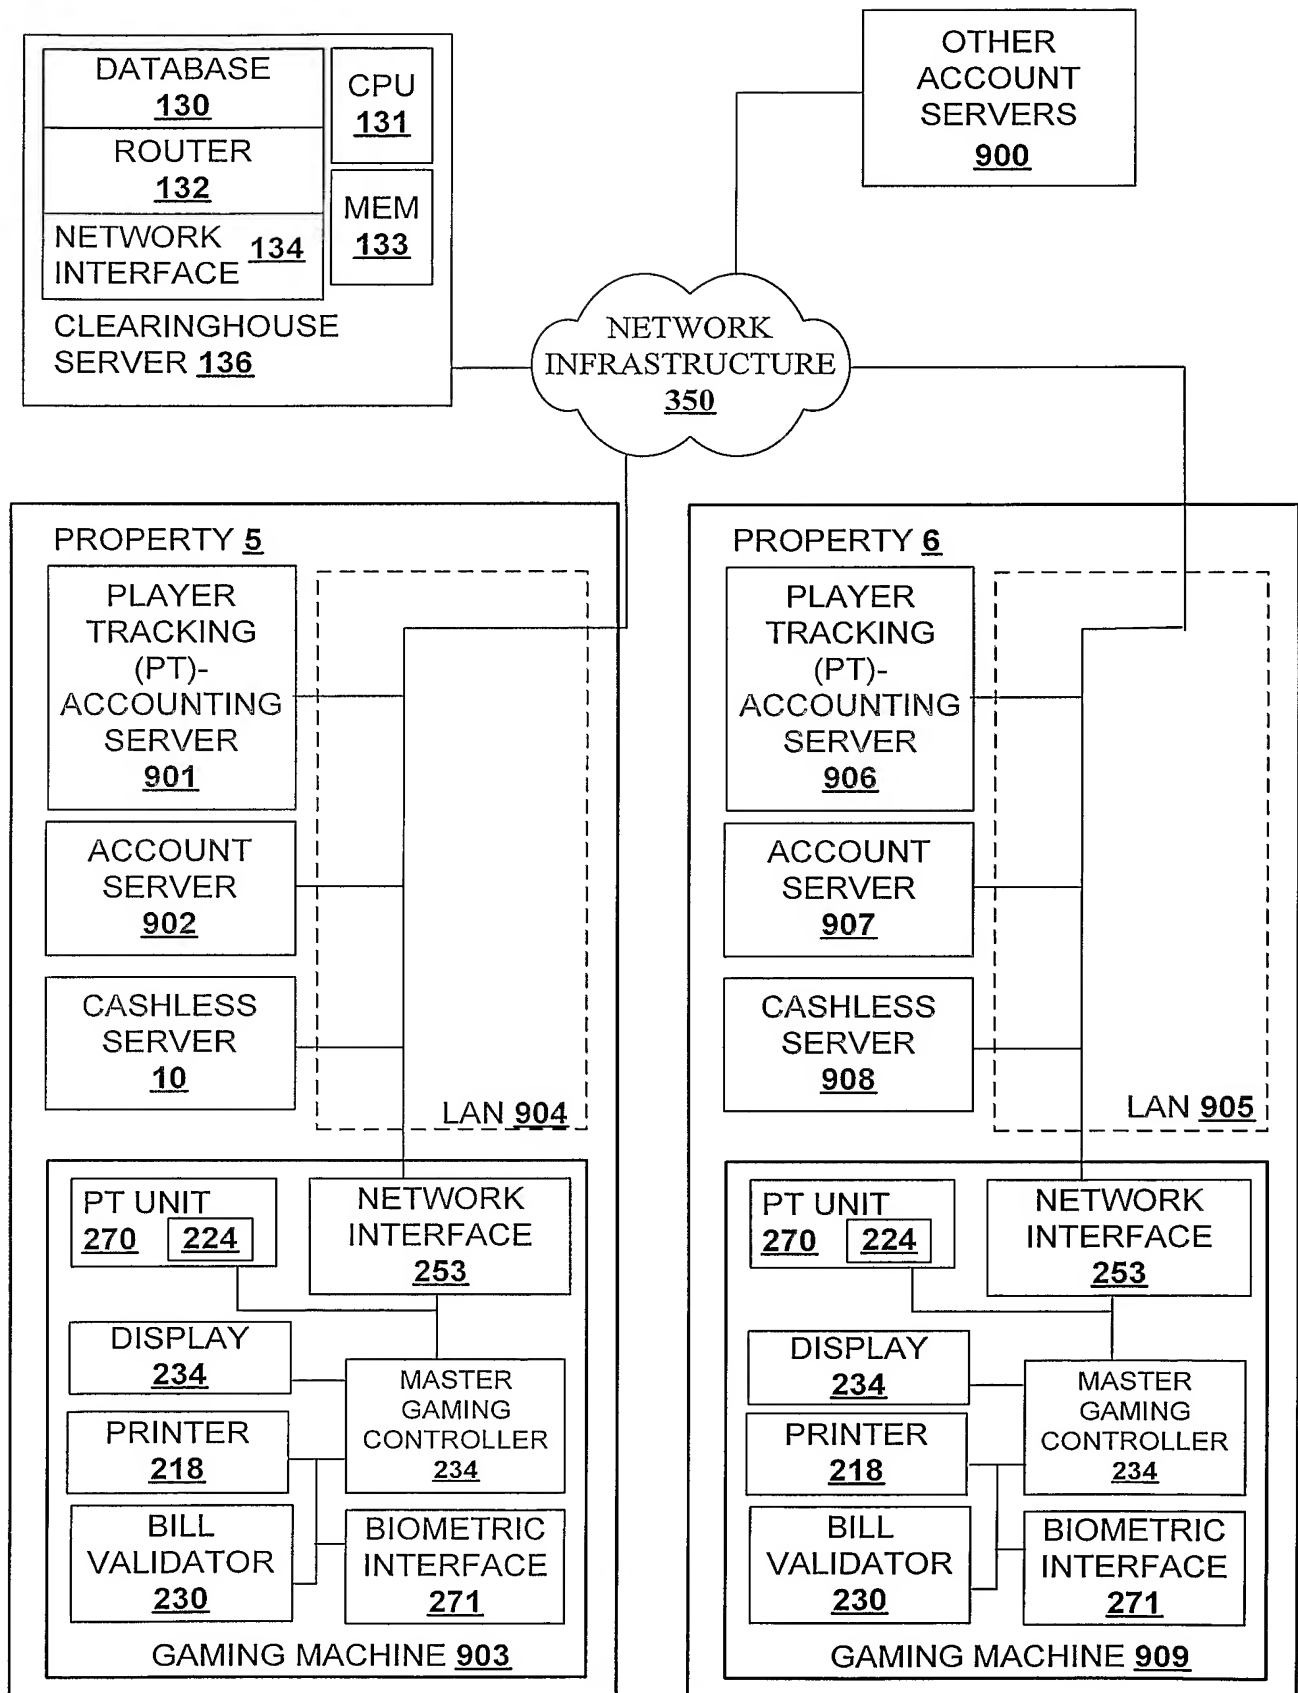 DATABASE
130
ROUTER
132
NETWORK
INTERFACE 134
CPU
131
MEM
133
CLEARINGHOUSE
SERVER 136
OTHER
ACCOUNT
SERVERS
900
NETWORK
INFRASTRUCTURE
350
PROPERTY 5
PLAYER
TRACKING
(PT)-
ACCOUNTING
SERVER
901
ACCOUNT
SERVER
902
CASHLESS
SERVER
10
LAN 904
PT UNIT
270 224
NETWORK
INTERFACE
253
DISPLAY
234
MASTER
GAMING
CONTROLLER
234
PRINTER
218
BILL
VALIDATOR
230
BIOMETRIC
INTERFACE
271
GAMING MACHINE 903
PROPERTY 6
PLAYER
TRACKING
(PT)-
ACCOUNTING
SERVER
906
ACCOUNT
SERVER
907
CASHLESS
SERVER
908
LAN 905
PT UNIT
270 224
NETWORK
INTERFACE
253
DISPLAY
234
MASTER
GAMING
CONTROLLER
234
PRINTER
218
BILL
VALIDATOR
230
BIOMETRIC
INTERFACE
271
GAMING MACHINE 909